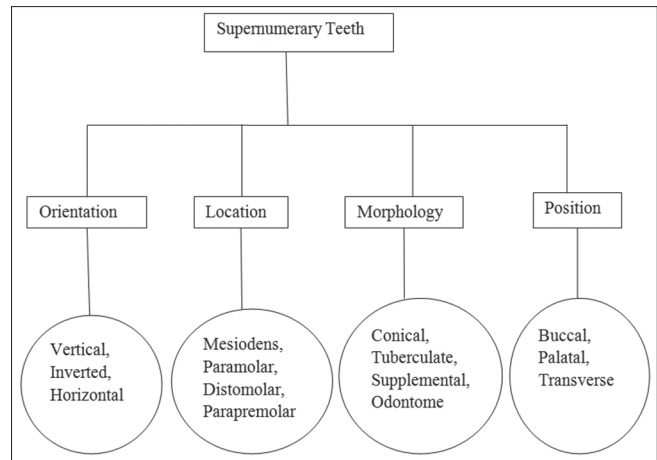 Supernumerary Teeth
Orientation
Location
Morphology
Position
Vertical,
Inverted,
Horizontal
Mesiodens,
Paramolar,
Distomolar,
Parapremolar
Conical,
Tuberculate,
Supplemental,
Odontome
Buccal,
Palatal,
Transverse